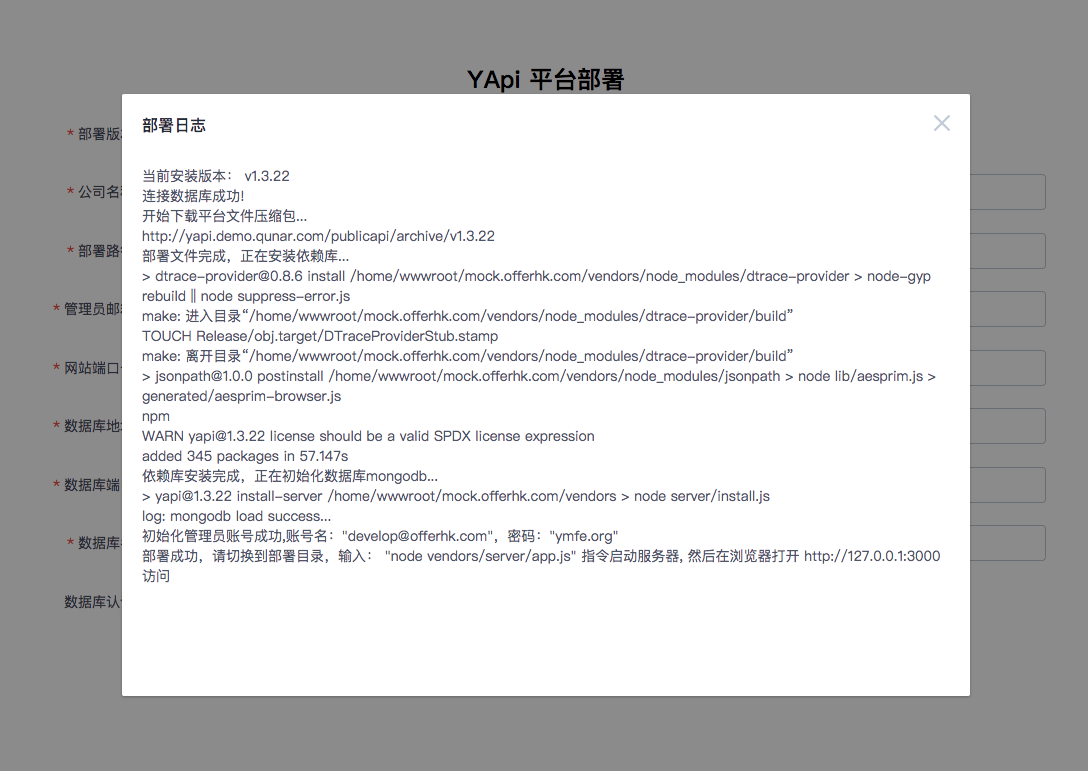 YApi 平台部署
部署日志
* 部署版
当前安装版本： v1.3.22
连接数据库成功!
* 公司名
开始下载平台文件压缩包...
http://yapi.demo.qunar.com/publicapi/archive/v1.3.22
* 部署路
部署文件完成，正在安装依赖库...
> dtrace-provider@0.8.6 install /home/wwwroot/mock.offerhk.com/vendors/node_modules/dtrace-provider > node-gyp
rebuild || node suppress-error.js
* 管理员邮
make: 进入目录“/home/wwwroot/mock.offerhk.com/vendors/node_modules/dtrace-provider/build”
TOUCH Release/obj.target/DTraceProviderStub.stamp
make: 离开目录“/home/wwwroot/mock.offerhk.com/vendors/node_modules/dtrace-provider/build”
* 网站端口
> jsonpath@1.0.0 postinstall /home/wwwroot/mock.offerhk.com/vendors/node_modules/jsonpath > node lib/aesprim.js >
generated/aesprim-browser.js
npm
* 数据库地
WARN yapi@1.3.22 license should be a valid SPDX license expression
added 345 packages in 57.147s
依赖库安装完成，正在初始化数据库mongodb...
* 数据库端
> yapi@1.3.22 install-server /home/wwwroot/mock.offerhk.com/vendors > node server/install.js
log: mongodb load success...
初始化管理员账号成功,账号名："develop@offerhk.com"，密码："ymfe.org"
* 数据库
部署成功，请切换到部署目录，输入： "node vendors/server/app.js" 指令启动服务器, 然后在浏览器打开 http://127.0.0.1:3000
访问
数据库认